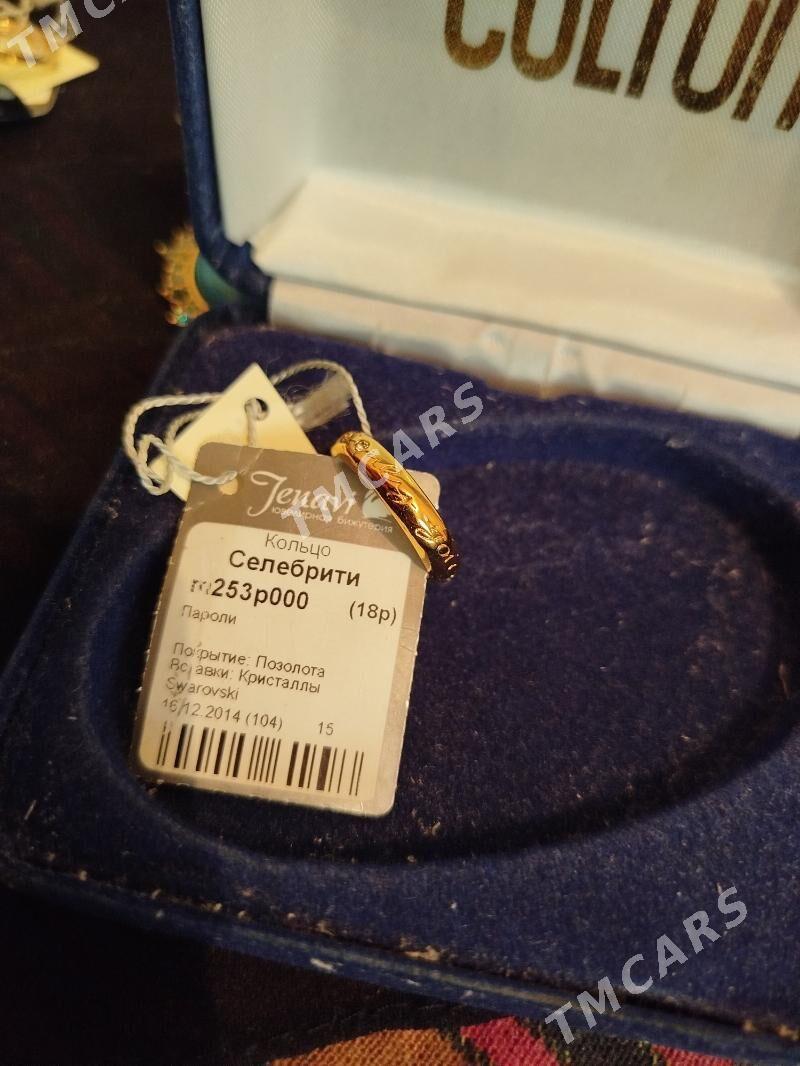 TMCARS
TMCARS
TMCARS
TMCARS
Jenavi
ювелирная бижутерия
Кольцо
Селебрити
253р000 (18р)
Пароли
Покрытие: Позолота
Вставки: Кристаллы
Swarovski
16/12.2014 (104) 15